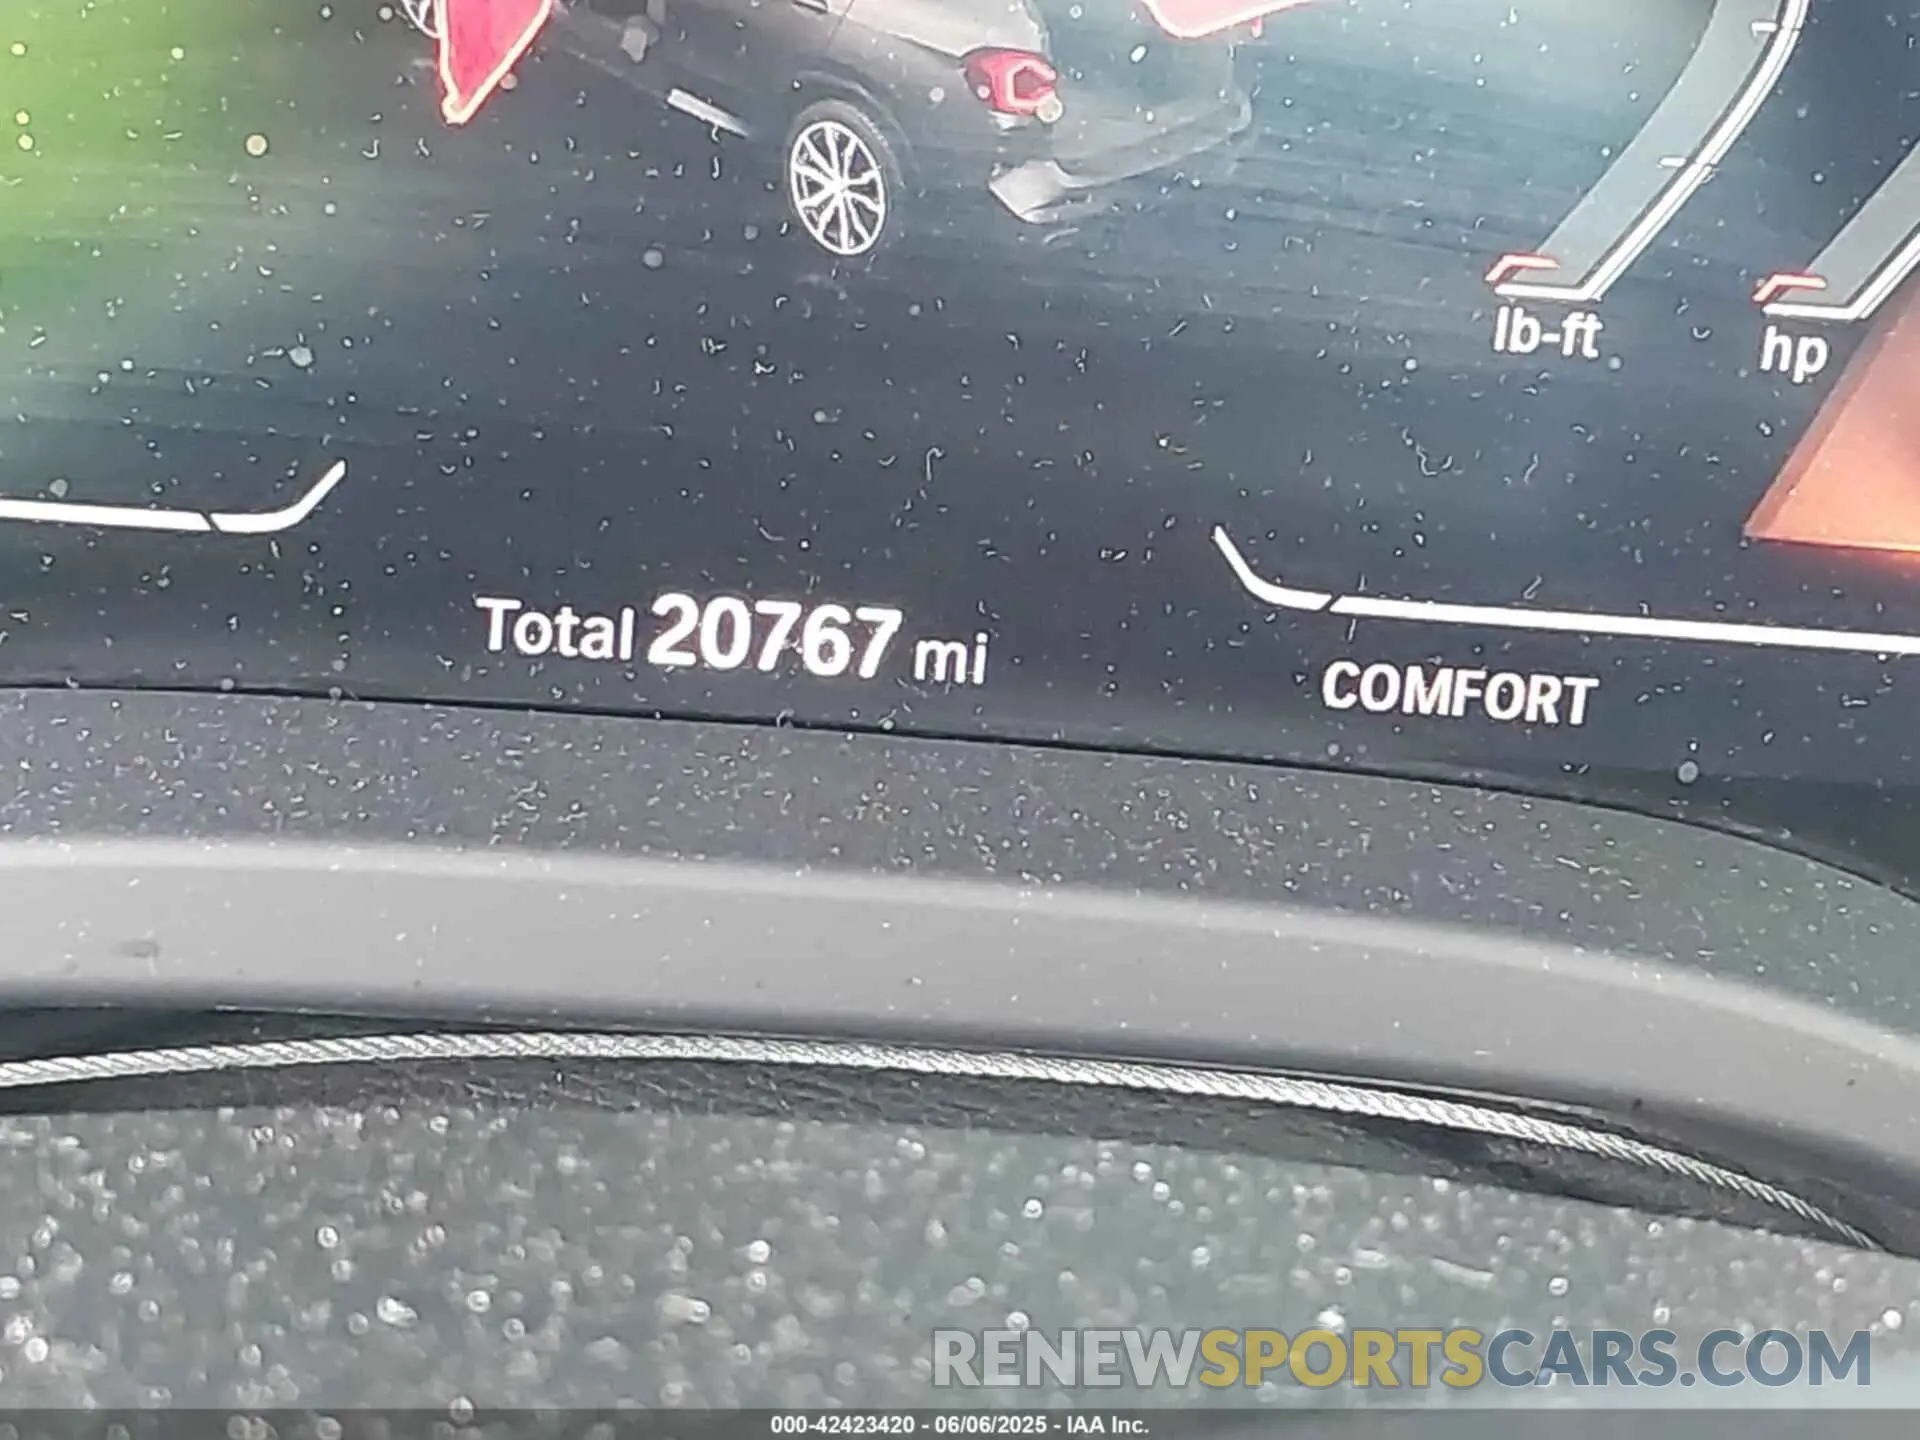 lb-ft
hp
Total 20767 mi
COMFORT
RENEWSPORTSCARS.COM
000-42423420 - 06/06/2025 - IAA Inc.